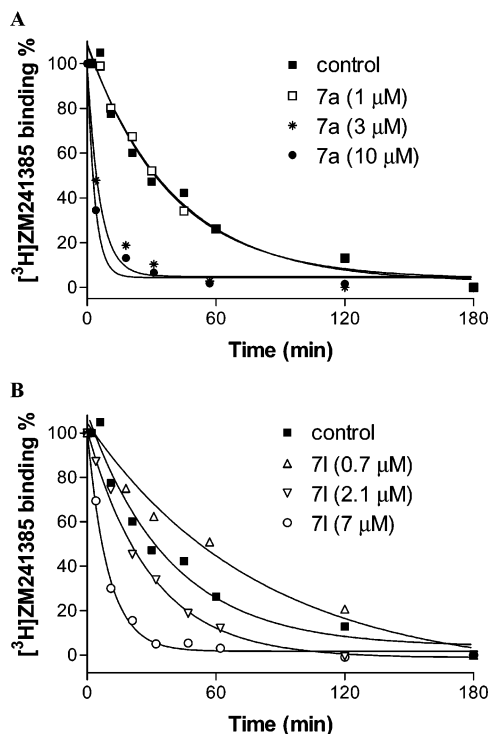 A
[³H]ZM241385 binding %
100
80
60
40
20
0
control
7a (1 µM)
7a (3 µM)
7a (10 µM)
0 60 120 180
Time (min)
B
[³H]ZM241385 binding %
100
80
60
40
20
0
control
7l (0.7 µM)
7l (2.1 µM)
7l (7 µM)
0 60 120 180
Time (min)